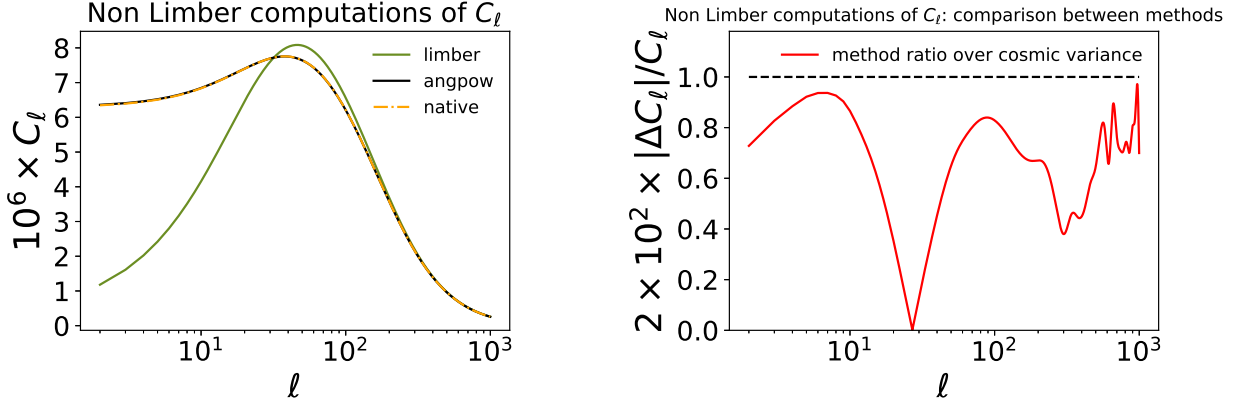 Non Limber computations of $C_\ell$
$10^6 \times C_\ell$
8
7
6
5
4
3
2
1
0
limber
angpow
native
$10^1$ $10^2$ $10^3$
$\ell$
Non Limber computations of $C_\ell$: comparison between methods
$2 \times 10^2 \times |\Delta C_\ell|/C_\ell$
method ratio over cosmic variance
1.0
0.8
0.6
0.4
0.2
0.0
$10^1$ $10^2$ $10^3$
$\ell$